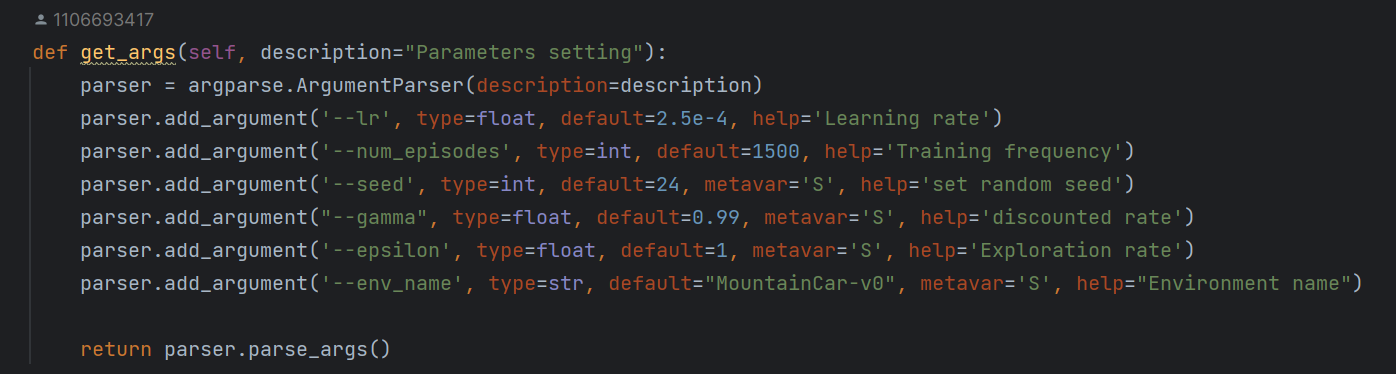 1106693417
def get_args(self, description="Parameters setting"):
    parser = argparse.ArgumentParser(description=description)
    parser.add_argument('--lr', type=float, default=2.5e-4, help='Learning rate')
    parser.add_argument('--num_episodes', type=int, default=1500, help='Training frequency')
    parser.add_argument('--seed', type=int, default=24, metavar='S', help='set random seed')
    parser.add_argument("--gamma", type=float, default=0.99, metavar='S', help='discounted rate')
    parser.add_argument('--epsilon', type=float, default=1, metavar='S', help='Exploration rate')
    parser.add_argument('--env_name', type=str, default="MountainCar-v0", metavar='S', help="Environment name")
    return parser.parse_args()